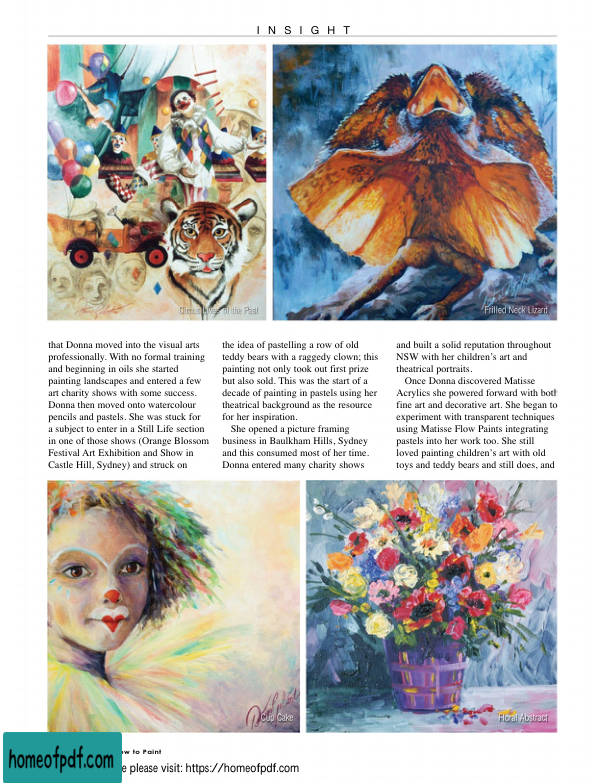 INSIGHT
Circus Lives of the Past
Frilled Neck Lizard
that Donna moved into the visual arts
professionally. With no formal training
and beginning in oils she started
painting landscapes and entered a few
art charity shows with some success.
Donna then moved onto watercolour
pencils and pastels. She was stuck for
a subject to enter in a Still Life section
in one of those shows (Orange Blossom
Festival Art Exhibition and Show in
Castle Hill, Sydney) and struck on
the idea of pastelling a row of old
teddy bears with a raggedy clown; this
painting not only took out first prize
but also sold. This was the start of a
decade of painting in pastels using her
theatrical background as the resource
for her inspiration.
She opened a picture framing
business in Baulkham Hills, Sydney
and this consumed most of her time.
Donna entered many charity shows
and built a solid reputation throughout
NSW with her children's art and
theatrical portraits.
Once Donna discovered Matisse
Acrylics she powered forward with both
fine art and decorative art. She began to
experiment with transparent techniques
using Matisse Flow Paints integrating
pastels into her work too. She still
loved painting children's art with old
toys and teddy bears and still does, and
Cup Cake
Floral Abstract
to Paint
homeofpdf.com
please visit: https://homeofpdf.com